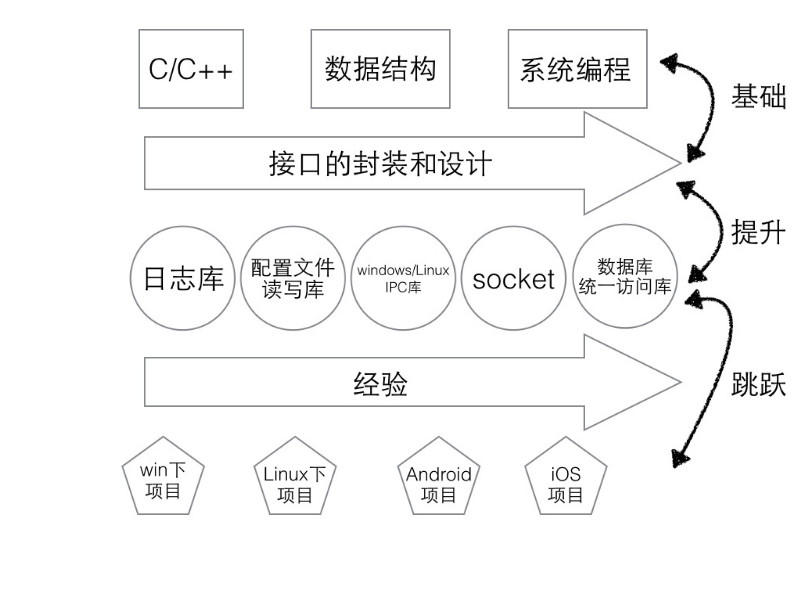 C/C++
数据结构
系统编程
基础
接口的封装和设计
提升
日志库
配置文件
读写库
windows/Linux
IPC库
socket
数据库
统一访问库
经验
跳跃
win下
项目
Linux下
项目
Android
项目
iOS
项目